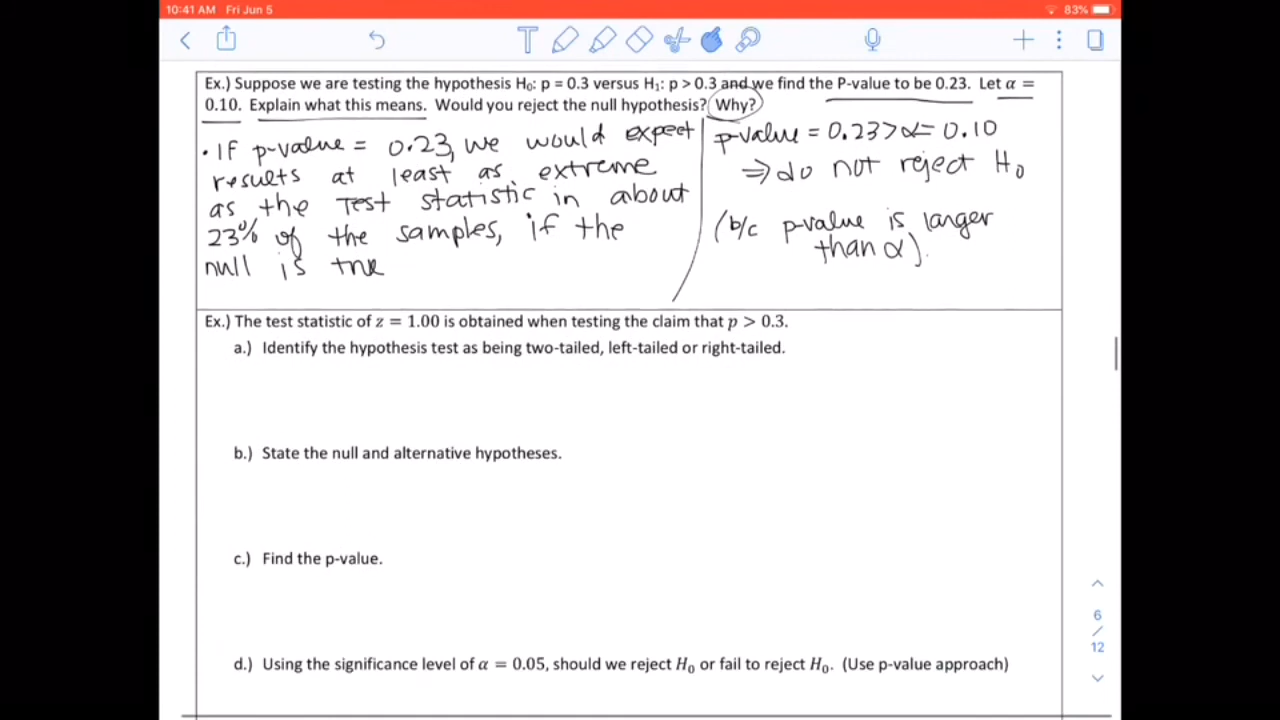 10:41 AM Fri Jun 5
83%
Ex.) Suppose we are testing the hypothesis H₀: p = 0.3 versus H₁: p > 0.3 and we find the P-value to be 0.23. Let α =
0.10. Explain what this means. Would you reject the null hypothesis? Why?
• If p-value = 0.23, we would expect
results at least as extreme
as the test statistic in about
23% of the samples, if the
null is true
p-value = 0.23 > α = 0.10
⇒ do not reject H₀
(b/c p-value is larger
than α).
Ex.) The test statistic of z = 1.00 is obtained when testing the claim that p > 0.3.
a.) Identify the hypothesis test as being two-tailed, left-tailed or right-tailed.
b.) State the null and alternative hypotheses.
c.) Find the p-value.
d.) Using the significance level of α = 0.05, should we reject H₀ or fail to reject H₀. (Use p-value approach)
6
/
12